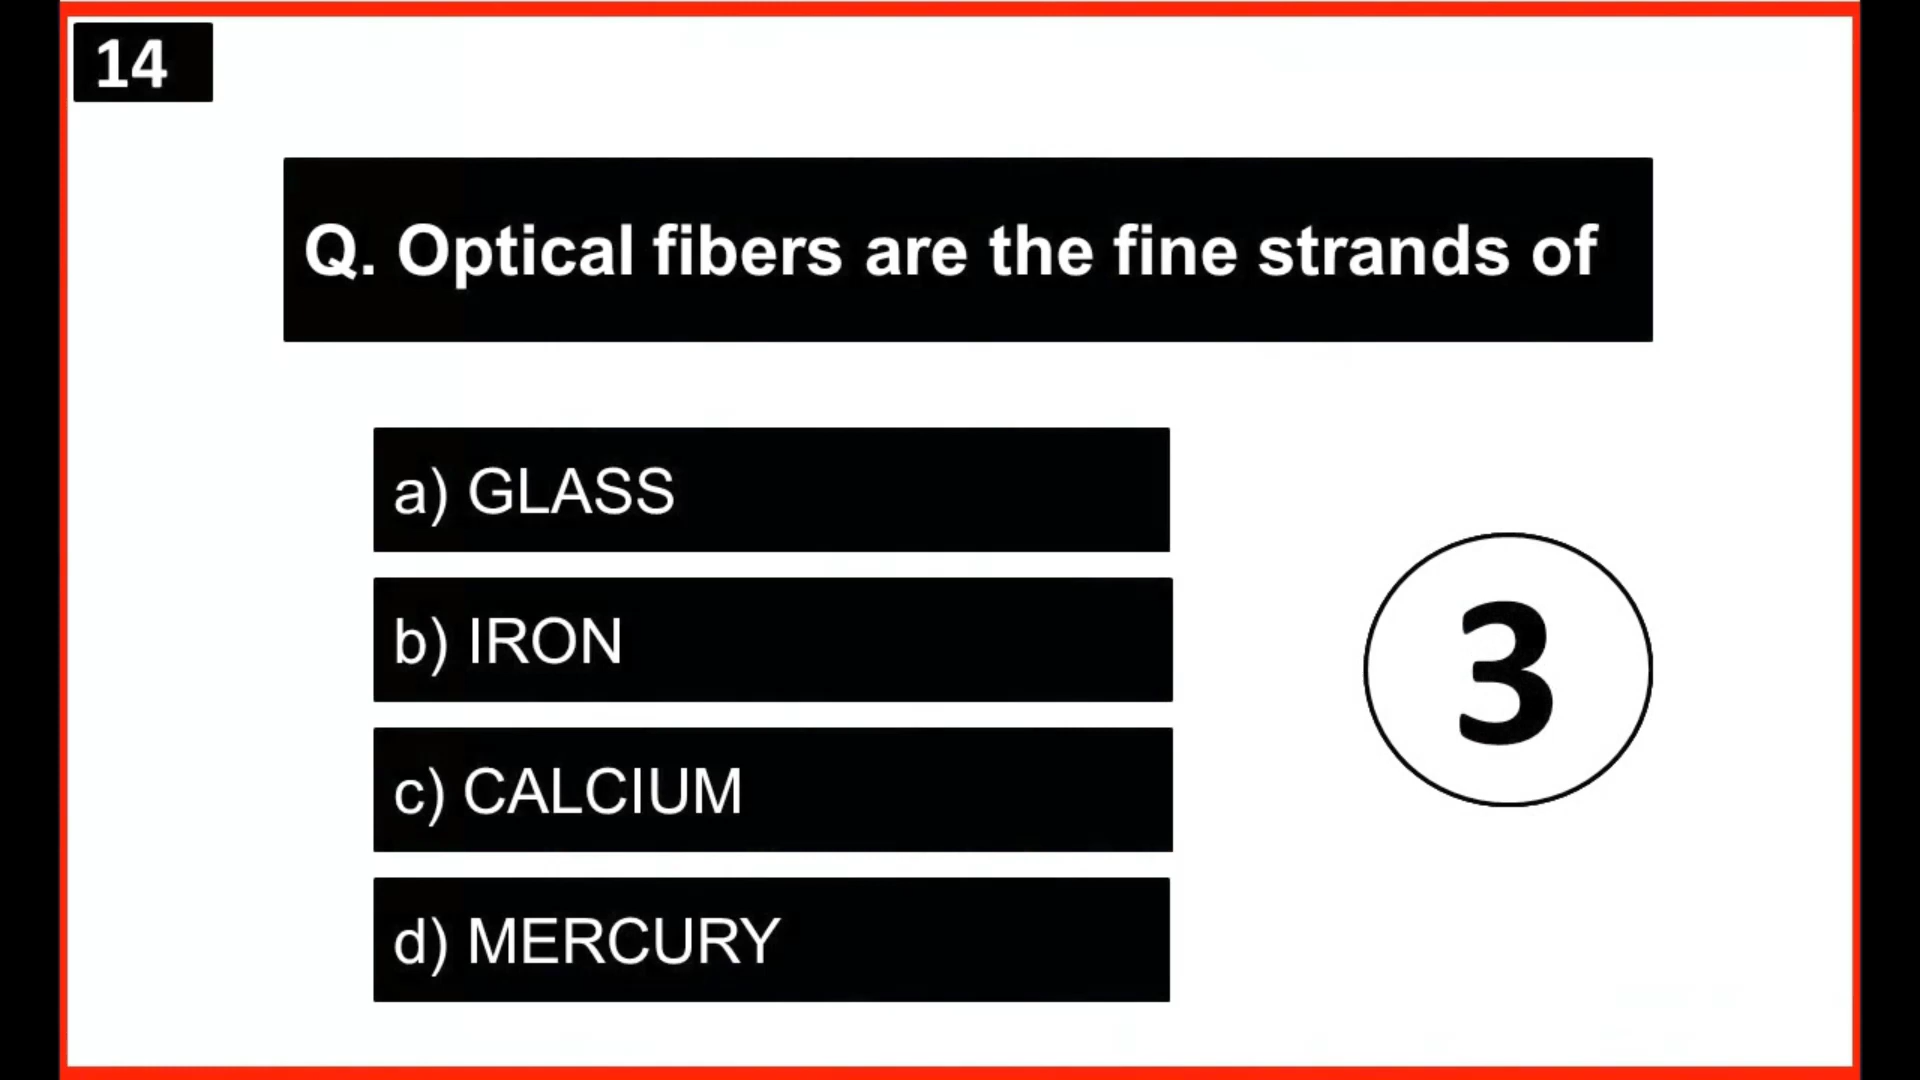 14
Q. Optical fibers are the fine strands of
a) GLASS
b) IRON
c) CALCIUM
d) MERCURY
3